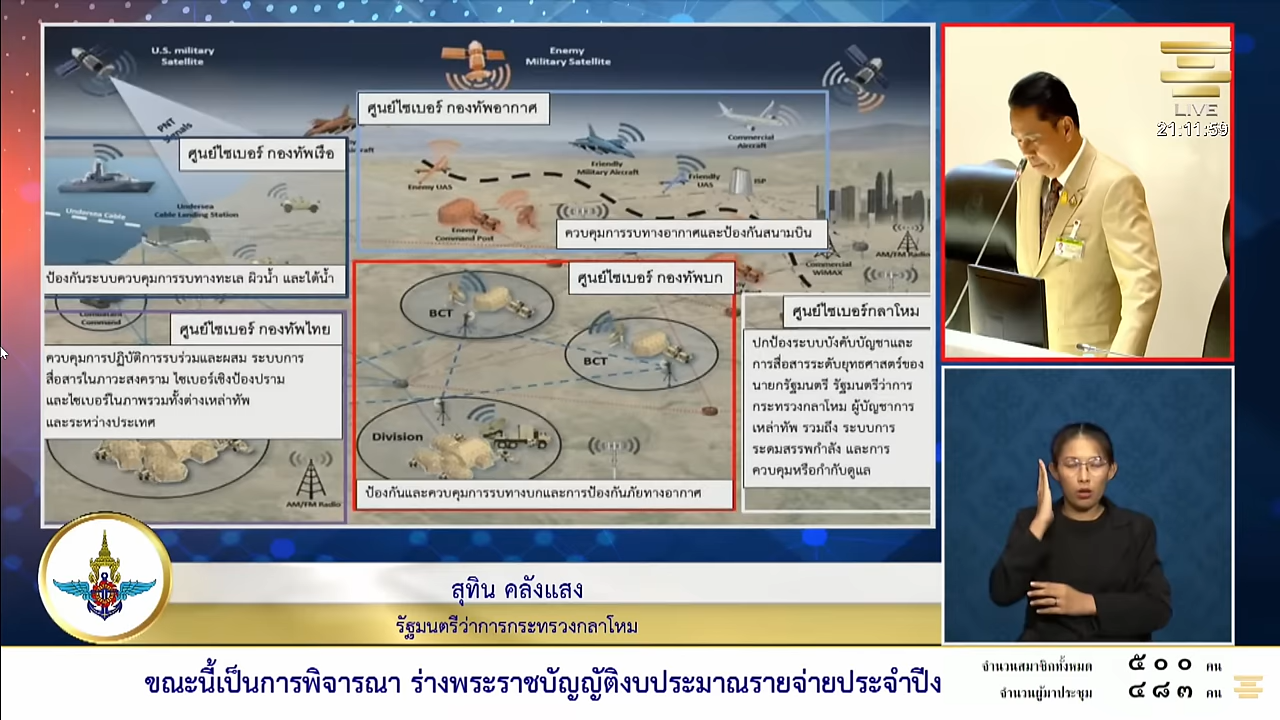 U.S. military
Satellite
Enemy
Military Satellite
PNT
Signals
ศูนย์ไซเบอร์ กองทัพอากาศ
Commercial
Aircraft
ศูนย์ไซเบอร์ กองทัพเรือ
Friendly
Military Aircraft
Enemy UAS
Friendly
UAS
ISP
Undersea Cable
Undersea
Cable Landing Station
Enemy
Command Post
ควบคุมการรบทางอากาศและป้องกันสนามบิน
Commercial
WiMAX
AM/FM Radio
ป้องกันระบบควบคุมการรบทางทะเล ผิวน้ำ และใต้น้ำ
ศูนย์ไซเบอร์ กองทัพบก
Combatant
Command
ศูนย์ไซเบอร์ กองทัพไทย
ควบคุมการปฏิบัติการรบร่วมและผสม ระบบการ
สื่อสารในภาวะสงคราม ไซเบอร์เชิงป้องปราม
และไซเบอร์ในภาพรวมทั้งต่างเหล่าทัพ
และระหว่างประเทศ
AM/FM Radio
BCT
BCT
Division
ป้องกันและควบคุมการรบทางบกและการป้องกันภัยทางอากาศ
ศูนย์ไซเบอร์กลาโหม
ปกป้องระบบบังคับบัญชาและ
การสื่อสารระดับยุทธศาสตร์ของ
นายกรัฐมนตรี รัฐมนตรีว่าการ
กระทรวงกลาโหม ผู้บัญชาการ
เหล่าทัพ รวมถึง ระบบการ
ระดมสรรพกำลัง และการ
ควบคุมหรือกำกับดูแล
LIVE
21:11:59
สุทิน คลังแสง
รัฐมนตรีว่าการกระทรวงกลาโหม
ขณะนี้เป็นการพิจารณา ร่างพระราชบัญญัติงบประมาณรายจ่ายประจำปีง
จำนวนสมาชิกทั้งหมด ๕๐๐ คน
จำนวนผู้มาประชุม ๔๘๓ คน